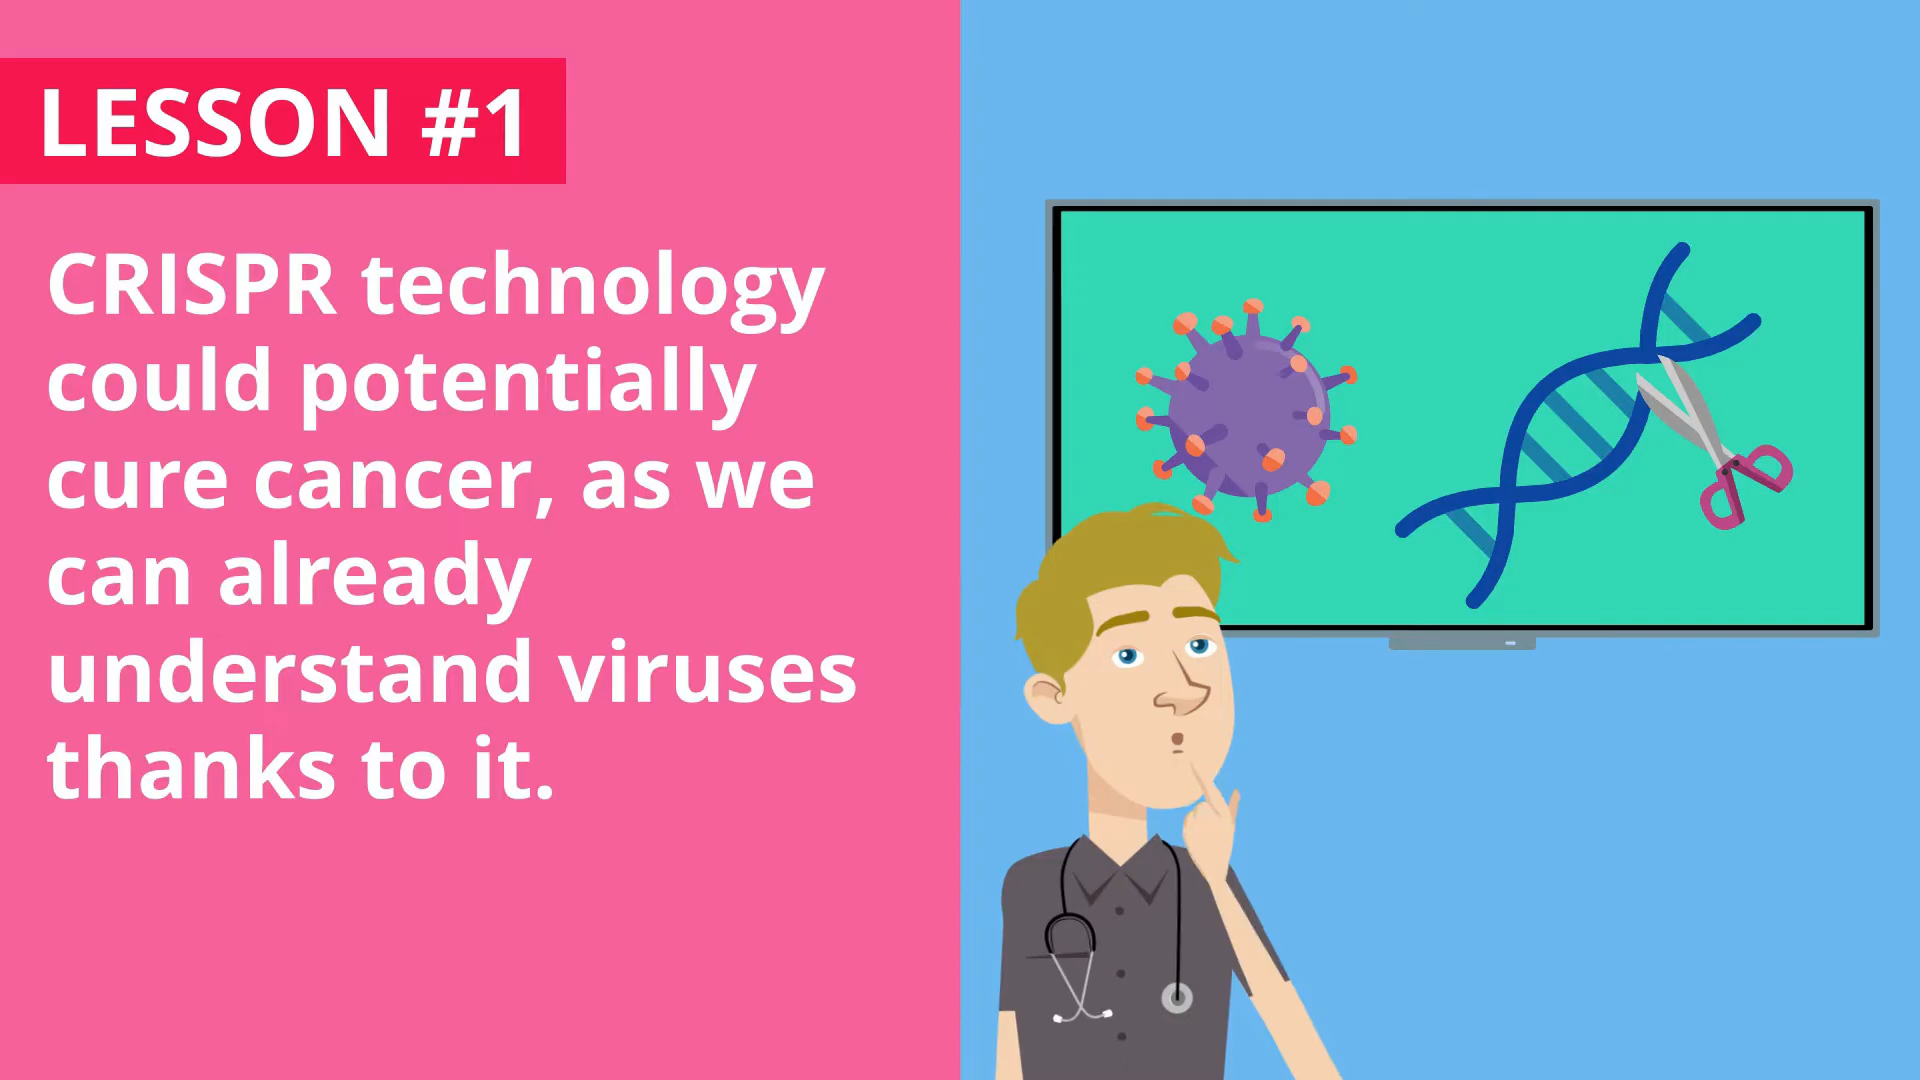 LESSON #1
CRISPR technology
could potentially
cure cancer, as we
can already
understand viruses
thanks to it.